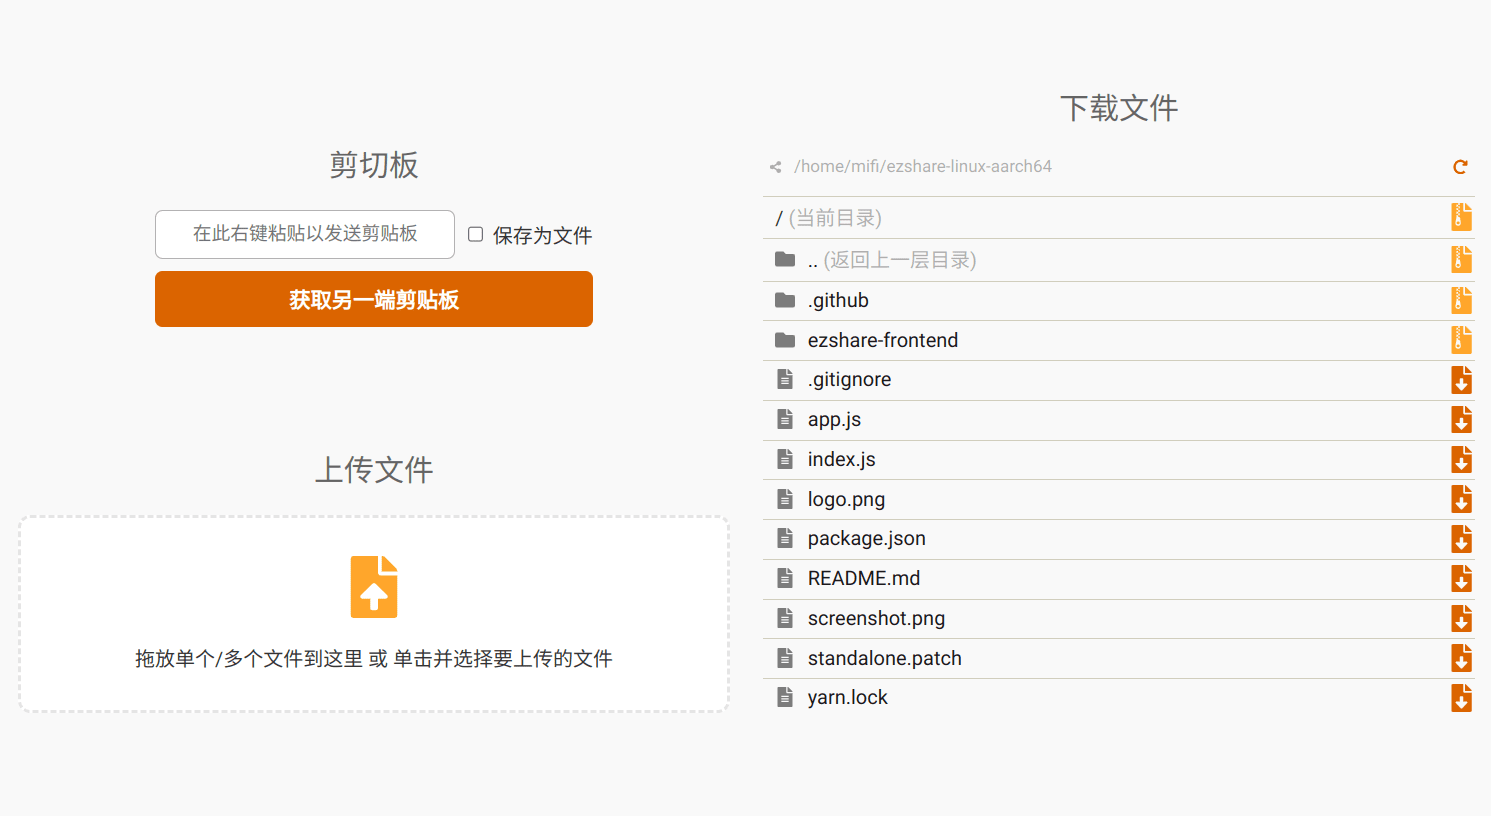 剪切板
在此右键粘贴以发送剪贴板
保存为文件
获取另一端剪贴板
上传文件
拖放单个/多个文件到这里 或 单击并选择要上传的文件
下载文件
/home/mifi/ezshare-linux-aarch64
/ (当前目录)
.. (返回上一层目录)
.github
ezshare-frontend
.gitignore
app.js
index.js
logo.png
package.json
README.md
screenshot.png
standalone.patch
yarn.lock